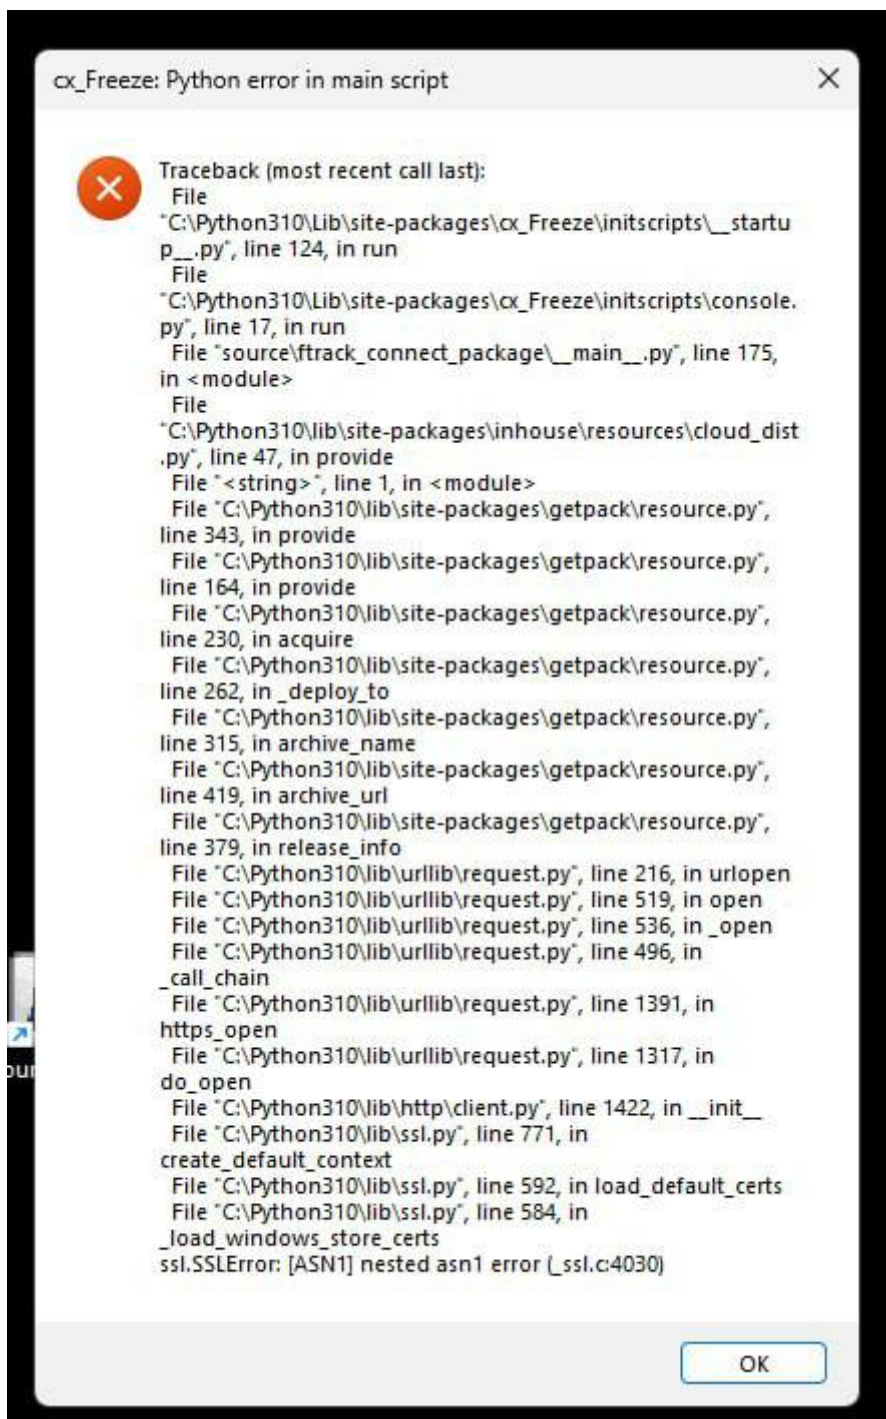 cx_Freeze: Python error in main script
Traceback (most recent call last):
File
"C:\Python310\Lib\site-packages\cx_Freeze\initscripts\__startu
p__.py", line 124, in run
File
"C:\Python310\Lib\site-packages\cx_Freeze\initscripts\console.
py", line 17, in run
File "source\ftrack_connect_package\__main__.py", line 175,
in <module>
File
"C:\Python310\lib\site-packages\inhouse\resources\cloud_dist
.py", line 47, in provide
File "<string>", line 1, in <module>
File "C:\Python310\lib\site-packages\getpack\resource.py",
line 343, in provide
File "C:\Python310\lib\site-packages\getpack\resource.py",
line 164, in provide
File "C:\Python310\lib\site-packages\getpack\resource.py",
line 230, in acquire
File "C:\Python310\lib\site-packages\getpack\resource.py",
line 262, in _deploy_to
File "C:\Python310\lib\site-packages\getpack\resource.py",
line 315, in archive_name
File "C:\Python310\lib\site-packages\getpack\resource.py",
line 419, in archive_url
File "C:\Python310\lib\site-packages\getpack\resource.py",
line 379, in release_info
File "C:\Python310\lib\urllib\request.py", line 216, in urlopen
File "C:\Python310\lib\urllib\request.py", line 519, in open
File "C:\Python310\lib\urllib\request.py", line 536, in _open
File "C:\Python310\lib\urllib\request.py", line 496, in
_call_chain
File "C:\Python310\lib\urllib\request.py", line 1391, in
https_open
File "C:\Python310\lib\urllib\request.py", line 1317, in
do_open
File "C:\Python310\lib\http\client.py", line 1422, in __init__
File "C:\Python310\lib\ssl.py", line 771, in
create_default_context
File "C:\Python310\lib\ssl.py", line 592, in load_default_certs
File "C:\Python310\lib\ssl.py", line 584, in
_load_windows_store_certs
ssl.SSLError: [ASN1] nested asn1 error (_ssl.c:4030)
OK